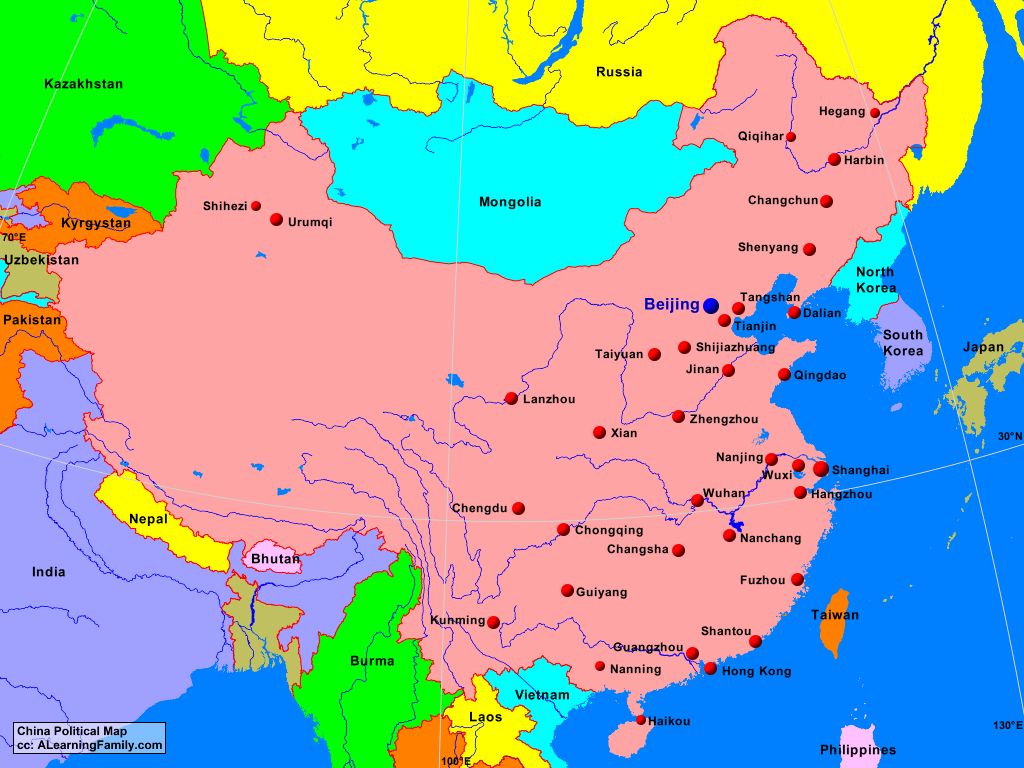 Russia
Kazakhstan
Hegang
Qiqihar
Harbin
Mongolia
Changchun
Shihezi
Urumqi
Kyrgystan
70°E
Shenyang
Uzbekistan
North
Korea
Beijing
Tangshan
Dalian
Pakistan
Tianjin
South
Korea
Japan
Taiyuan
Shijiazhuang
Jinan
Qingdao
Lanzhou
Zhengzhou
Xian
30°N
Nanjing
Wuxi
Shanghai
Wuhan
Hangzhou
Chengdu
Nepal
Chongqing
Nanchang
Changsha
Bhutan
India
Fuzhou
Guiyang
Taiwan
Kunming
Shantou
Guangzhou
Burma
Nanning
Hong Kong
Vietnam
Laos
Haikou
130°E
China Political Map
cc: ALearningFamily.com
Philippines
100°E